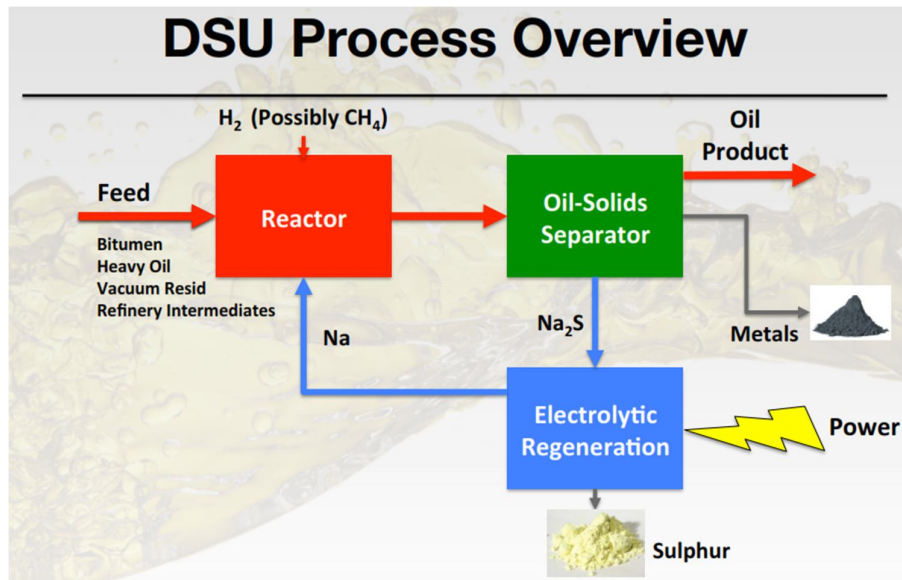 DSU Process Overview
H₂ (Possibly CH₄)
Oil
Product
Feed
Reactor
Oil-Solids
Separator
Bitumen
Heavy Oil
Vacuum Resid
Refinery Intermediates
Na
Na₂S
Metals
Electrolytic
Regeneration
Power
Sulphur